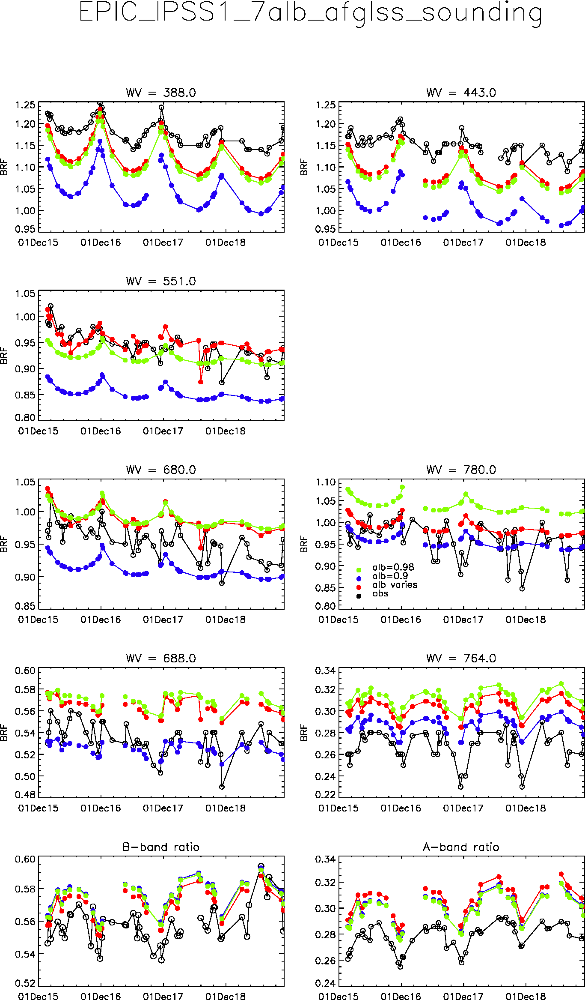 EPIC_IPSS1_7alb_afglss_sounding
WV = 388.0
BRF
1.25
1.20
1.15
1.10
1.05
1.00
0.95
01Dec15 01Dec16 01Dec17 01Dec18
WV = 443.0
BRF
1.25
1.20
1.15
1.10
1.05
1.00
0.95
01Dec15 01Dec16 01Dec17 01Dec18
WV = 551.0
BRF
1.05
1.00
0.95
0.90
0.85
0.80
01Dec15 01Dec16 01Dec17 01Dec18
WV = 680.0
BRF
1.05
1.00
0.95
0.90
0.85
01Dec15 01Dec16 01Dec17 01Dec18
WV = 780.0
BRF
1.10
1.05
1.00
0.95
0.90
0.85
0.80
alb=0.98
alb=0.9
alb varies
obs
01Dec15 01Dec16 01Dec17 01Dec18
WV = 688.0
BRF
0.60
0.58
0.56
0.54
0.52
0.50
0.48
01Dec15 01Dec16 01Dec17 01Dec18
WV = 764.0
BRF
0.34
0.32
0.30
0.28
0.26
0.24
0.22
01Dec15 01Dec16 01Dec17 01Dec18
B-band ratio
0.60
0.58
0.56
0.54
0.52
01Dec15 01Dec16 01Dec17 01Dec18
A-band ratio
0.34
0.32
0.30
0.28
0.26
0.24
01Dec15 01Dec16 01Dec17 01Dec18